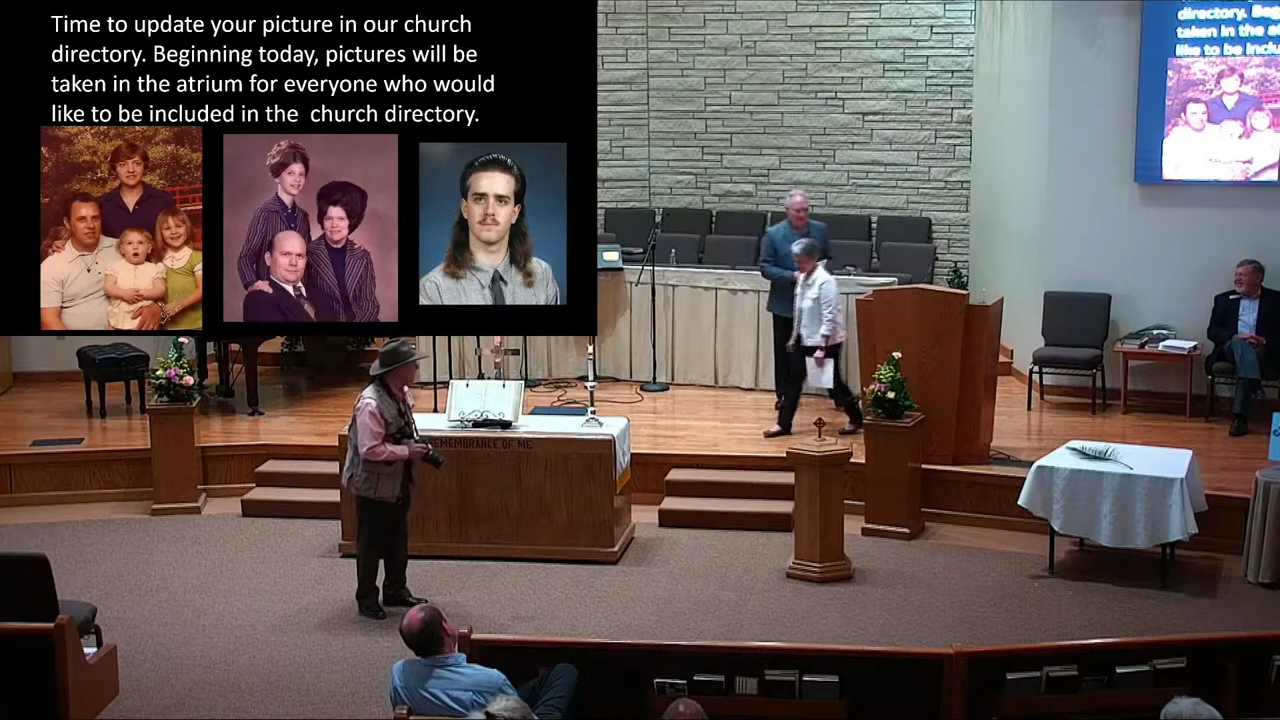 Time to update your picture in our church
directory. Beginning today, pictures will be
taken in the atrium for everyone who would
like to be included in the  church directory.
directory. Beg
taken in the a
like to be inclu
REMEMBRANCE OF ME